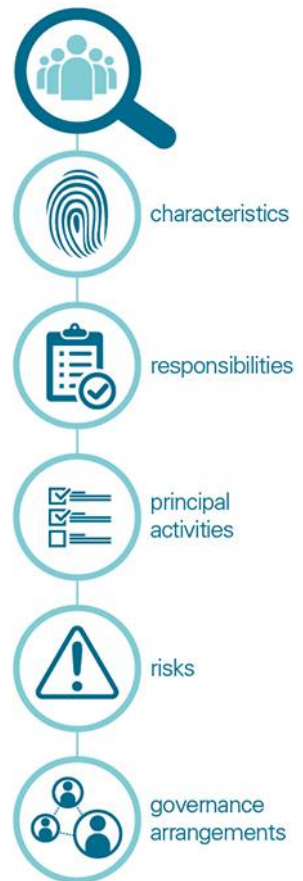 characteristics
responsibilities
principal
activities
risks
governance
arrangements